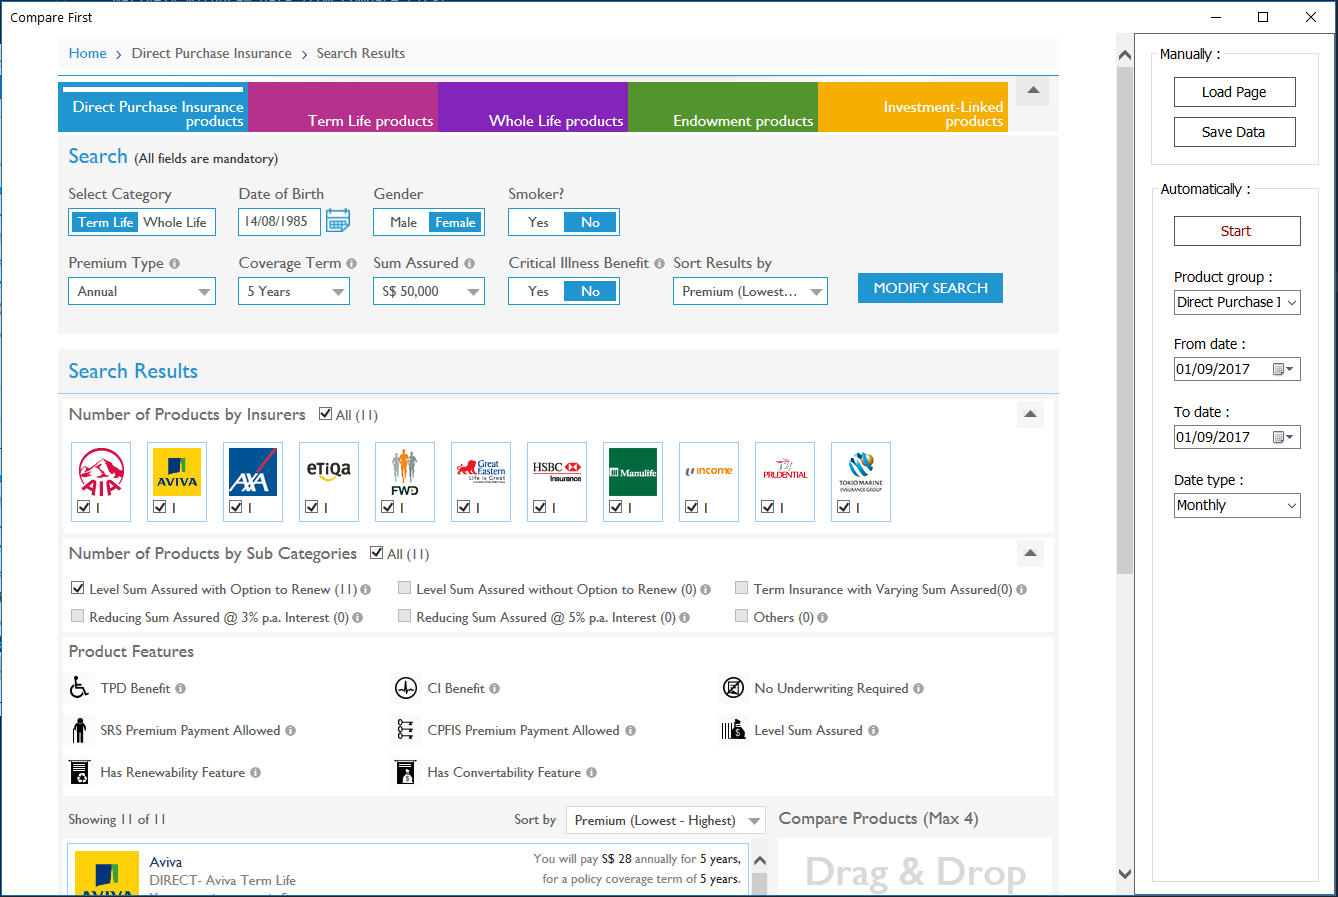 Compare First
Home > Direct Purchase Insurance > Search Results
Direct Purchase Insurance products
Term Life products
Whole Life products
Endowment products
Investment-Linked products
Search (All fields are mandatory)
Select Category Date of Birth Gender Smoker?
Term Life Whole Life 14/08/1985 Male Female Yes No
Premium Type Coverage Term Sum Assured Critical Illness Benefit Sort Results by
Annual 5 Years S$ 50,000 Yes No Premium (Lowest... MODIFY SEARCH
Search Results
Number of Products by Insurers All (11)
AIA AVIVA AXA eTiQa FWD Great Eastern Life is Great HSBC Insurance Manulife income PRUDENTIAL TOKIO MARINE INSURANCE GROUP
1 1 1 1 1 1 1 1 1 1 1
Number of Products by Sub Categories All (11)
Level Sum Assured with Option to Renew (11) Level Sum Assured without Option to Renew (0) Term Insurance with Varying Sum Assured(0)
Reducing Sum Assured @ 3% p.a. Interest (0) Reducing Sum Assured @ 5% p.a. Interest (0) Others (0)
Product Features
TPD Benefit CI Benefit No Underwriting Required
SRS Premium Payment Allowed CPFIS Premium Payment Allowed Level Sum Assured
Has Renewability Feature Has Convertability Feature
Showing 11 of 11 Sort by Premium (Lowest - Highest) Compare Products (Max 4)
AVIVA
Aviva
DIRECT- Aviva Term Life
You will pay S$ 28 annually for 5 years,
for a policy coverage term of 5 years.
Drag & Drop
Manually :
Load Page
Save Data
Automatically :
Start
Product group :
Direct Purchase I
From date :
01/09/2017
To date :
01/09/2017
Date type :
Monthly